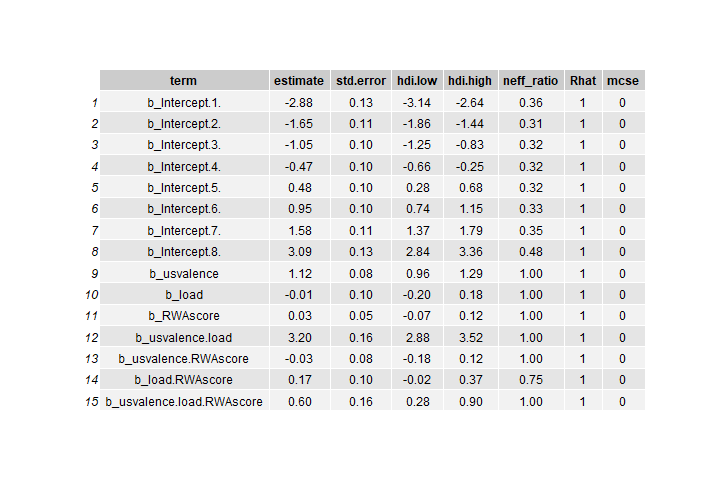 term estimate std.error hdi.low hdi.high neff_ratio Rhat mcse
1 b_Intercept.1. -2.88 0.13 -3.14 -2.64 0.36 1 0
2 b_Intercept.2. -1.65 0.11 -1.86 -1.44 0.31 1 0
3 b_Intercept.3. -1.05 0.10 -1.25 -0.83 0.32 1 0
4 b_Intercept.4. -0.47 0.10 -0.66 -0.25 0.32 1 0
5 b_Intercept.5. 0.48 0.10 0.28 0.68 0.32 1 0
6 b_Intercept.6. 0.95 0.10 0.74 1.15 0.33 1 0
7 b_Intercept.7. 1.58 0.11 1.37 1.79 0.35 1 0
8 b_Intercept.8. 3.09 0.13 2.84 3.36 0.48 1 0
9 b_usvalence 1.12 0.08 0.96 1.29 1.00 1 0
10 b_load -0.01 0.10 -0.20 0.18 1.00 1 0
11 b_RWAscore 0.03 0.05 -0.07 0.12 1.00 1 0
12 b_usvalence.load 3.20 0.16 2.88 3.52 1.00 1 0
13 b_usvalence.RWAscore -0.03 0.08 -0.18 0.12 1.00 1 0
14 b_load.RWAscore 0.17 0.10 -0.02 0.37 0.75 1 0
15 b_usvalence.load.RWAscore 0.60 0.16 0.28 0.90 1.00 1 0